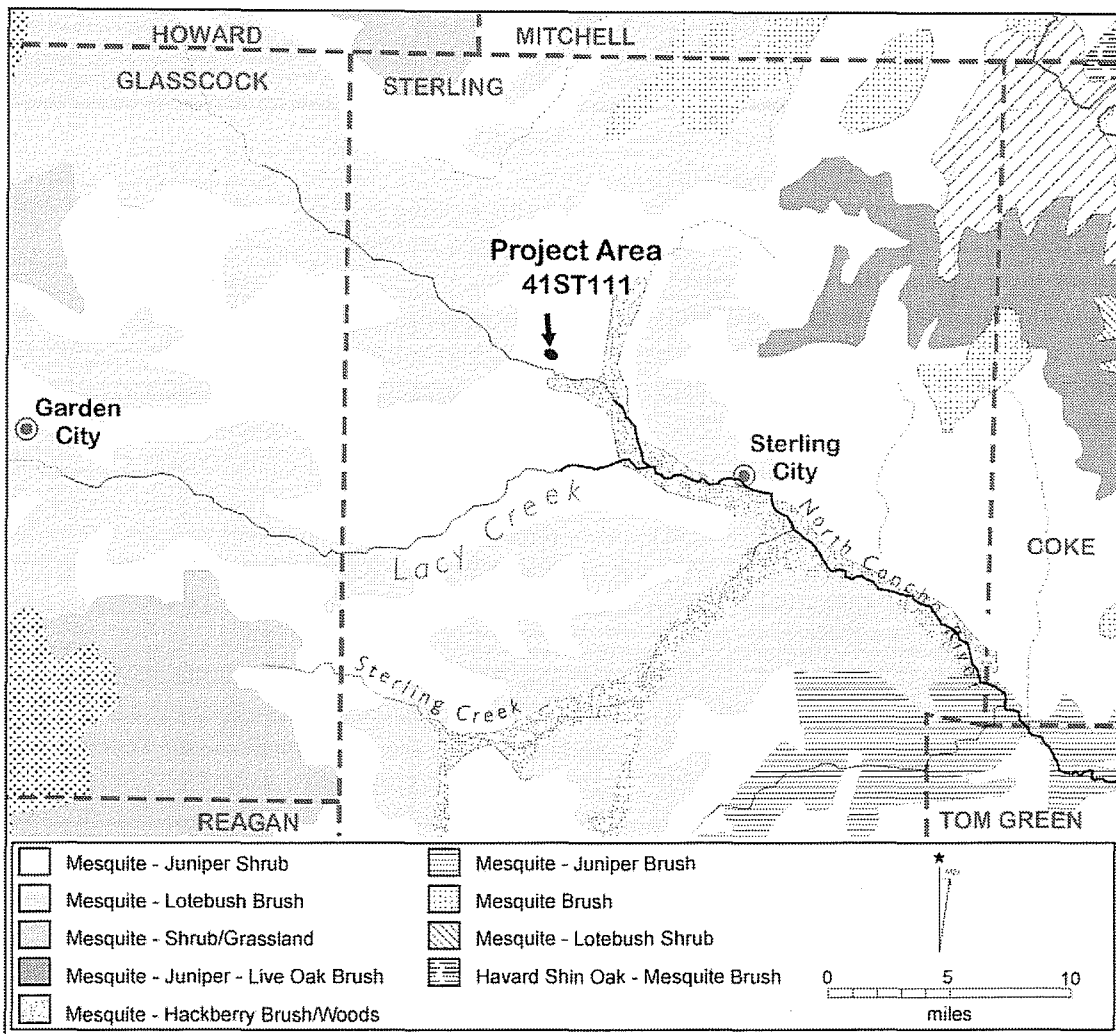 HOWARD
MITCHELL
GLASSCOCK
STERLING
Project Area
41ST111
Garden
City
Sterling
City
Lacy Creek
North Concho River
COKE
Sterling Creek
REAGAN
TOM GREEN
Mesquite - Juniper Shrub
Mesquite - Lotebush Brush
Mesquite - Shrub/Grassland
Mesquite - Juniper - Live Oak Brush
Mesquite - Hackberry Brush/Woods
Mesquite - Juniper Brush
Mesquite Brush
Mesquite - Lotebush Shrub
Havard Shin Oak - Mesquite Brush
0 5 10
miles